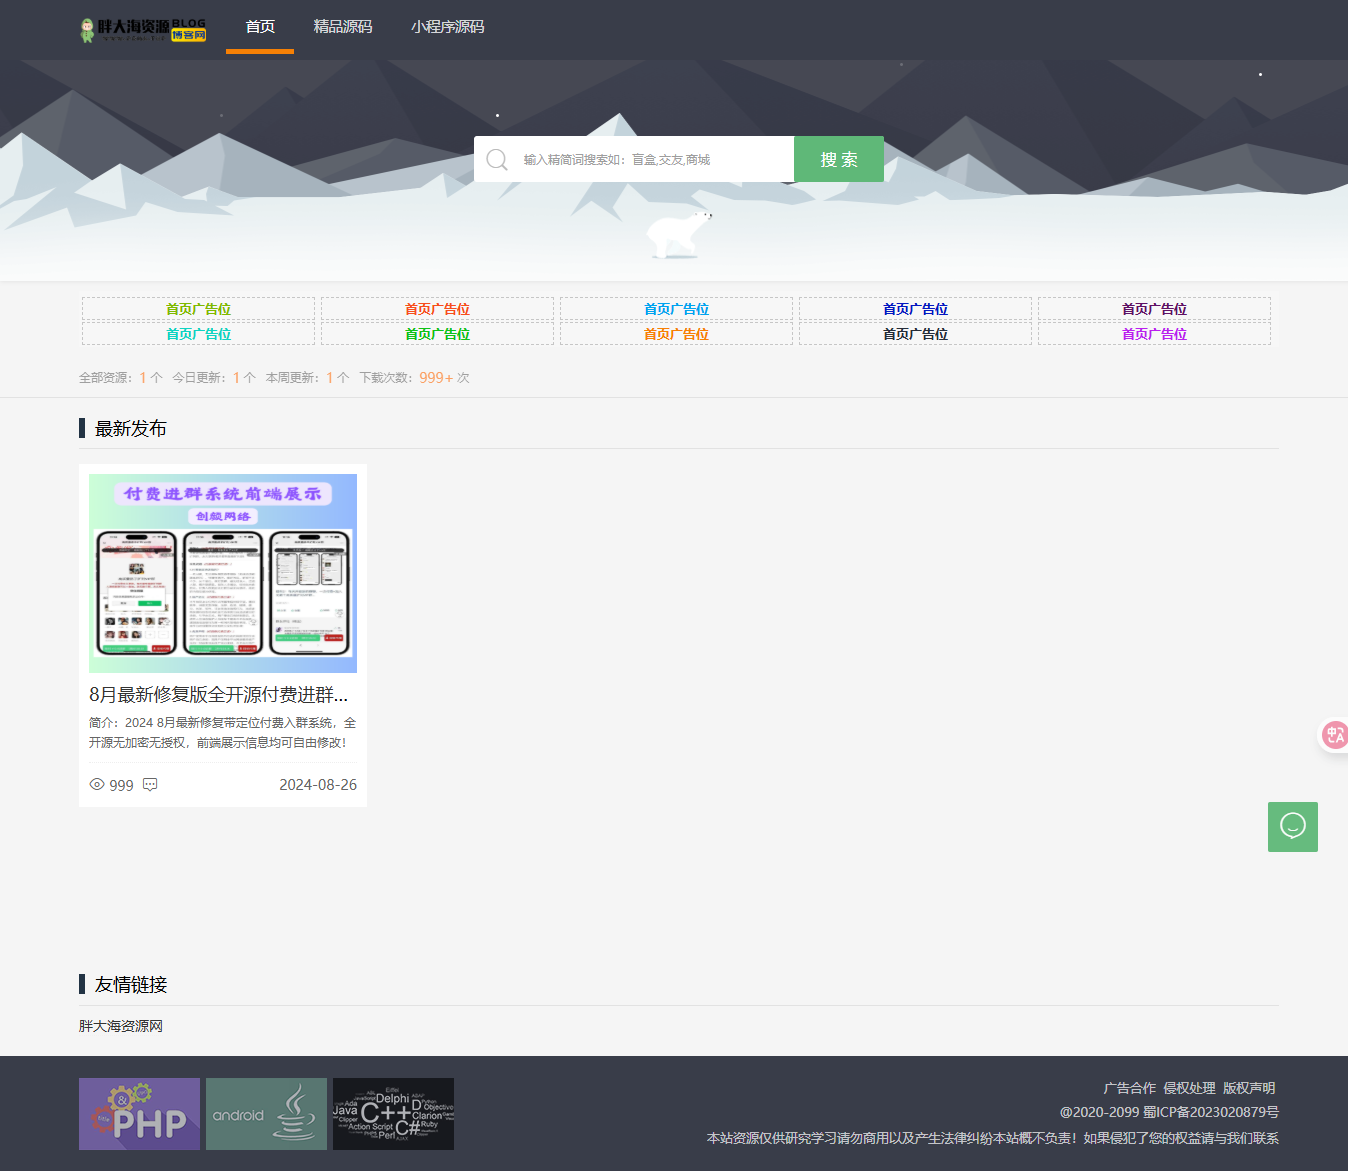 胖大海资源BLOG
博客网
首页 精品源码 小程序源码
输入精简词搜索如：盲盒,交友,商城
搜 索
首页广告位 首页广告位 首页广告位 首页广告位 首页广告位
首页广告位 首页广告位 首页广告位 首页广告位 首页广告位
全部资源：1 个 今日更新：1 个 本周更新：1 个 下载次数：999+ 次
最新发布
付费进群系统前端展示
创颜网络
8月最新修复版全开源付费进群...
简介：2024 8月最新修复带定位付费入群系统，全
开源无加密无授权，前端展示信息均可自由修改！
999 2024-08-26
友情链接
胖大海资源网
& PHP
android
Java Ada Delphi Python
C++ Objective
Clarion
Action Script C# Ruby
Perl AJAX
广告合作 侵权处理 版权声明
@2020-2099 蜀ICP备2023020879号
本站资源仅供研究学习请勿商用以及产生法律纠纷本站概不负责！如果侵犯了您的权益请与我们联系